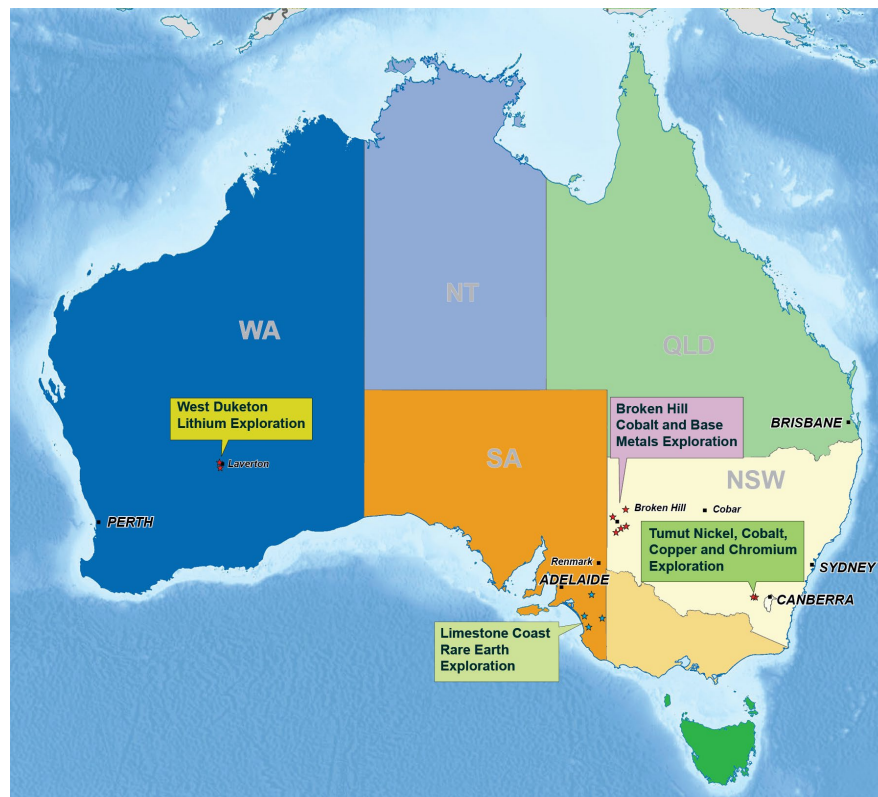 NT
WA
QLD
West Duketon
Lithium Exploration
Broken Hill
Cobalt and Base
Metals Exploration
BRISBANE
SA
Laverton
NSW
Broken Hill
Cobar
PERTH
Tumut Nickel, Cobalt,
Copper and Chromium
Exploration
Renmark
SYDNEY
ADELAIDE
CANBERRA
Limestone Coast
Rare Earth
Exploration